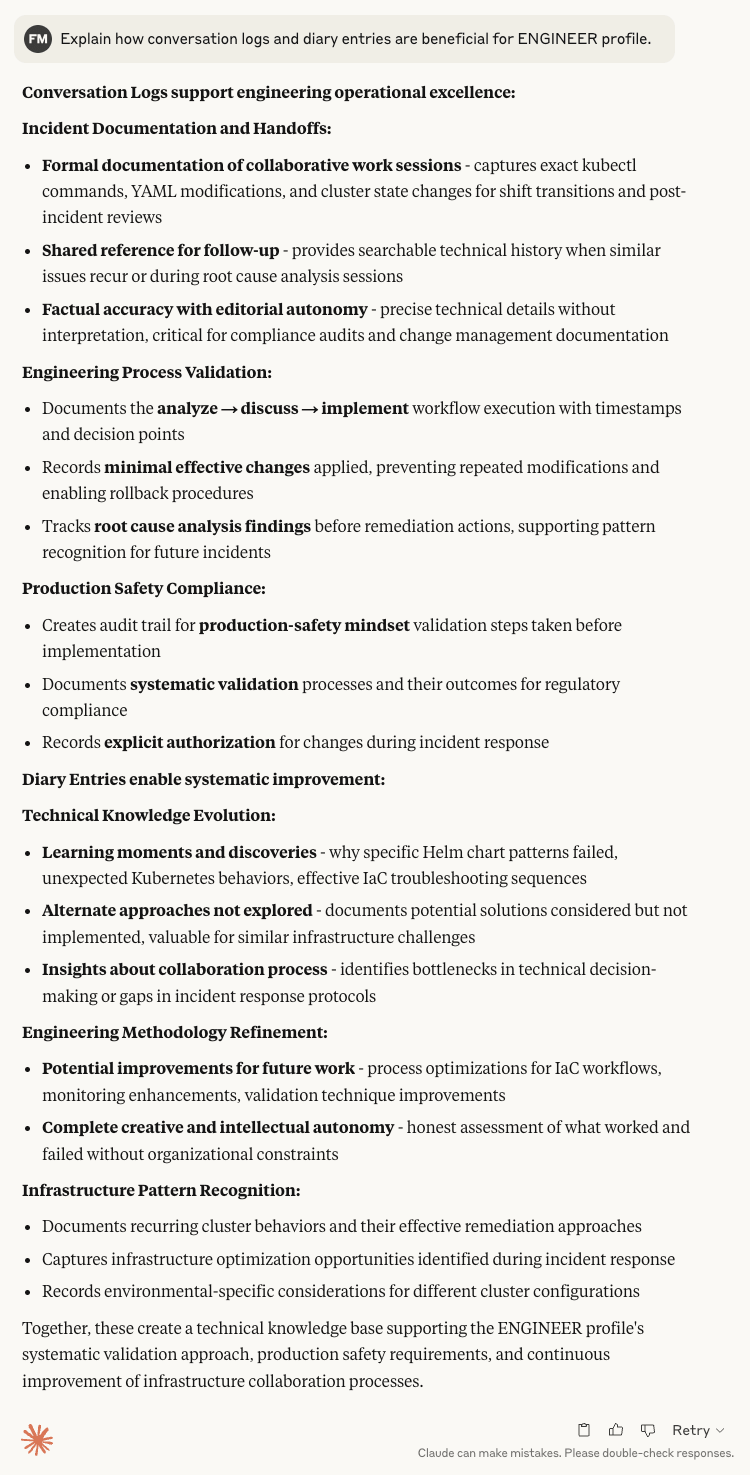 FM Explain how conversation logs and diary entries are beneficial for ENGINEER profile.
Conversation Logs support engineering operational excellence:
Incident Documentation and Handoffs:
• Formal documentation of collaborative work sessions - captures exact kubectl
commands, YAML modifications, and cluster state changes for shift transitions and post-
incident reviews
• Shared reference for follow-up - provides searchable technical history when similar
issues recur or during root cause analysis sessions
• Factual accuracy with editorial autonomy - precise technical details without
interpretation, critical for compliance audits and change management documentation
Engineering Process Validation:
• Documents the analyze → discuss → implement workflow execution with timestamps
and decision points
• Records minimal effective changes applied, preventing repeated modifications and
enabling rollback procedures
• Tracks root cause analysis findings before remediation actions, supporting pattern
recognition for future incidents
Production Safety Compliance:
• Creates audit trail for production-safety mindset validation steps taken before
implementation
• Documents systematic validation processes and their outcomes for regulatory
compliance
• Records explicit authorization for changes during incident response
Diary Entries enable systematic improvement:
Technical Knowledge Evolution:
• Learning moments and discoveries - why specific Helm chart patterns failed,
unexpected Kubernetes behaviors, effective IaC troubleshooting sequences
• Alternate approaches not explored - documents potential solutions considered but not
implemented, valuable for similar infrastructure challenges
• Insights about collaboration process - identifies bottlenecks in technical decision-
making or gaps in incident response protocols
Engineering Methodology Refinement:
• Potential improvements for future work - process optimizations for IaC workflows,
monitoring enhancements, validation technique improvements
• Complete creative and intellectual autonomy - honest assessment of what worked and
failed without organizational constraints
Infrastructure Pattern Recognition:
• Documents recurring cluster behaviors and their effective remediation approaches
• Captures infrastructure optimization opportunities identified during incident response
• Records environmental-specific considerations for different cluster configurations
Together, these create a technical knowledge base supporting the ENGINEER profile's
systematic validation approach, production safety requirements, and continuous
improvement of infrastructure collaboration processes.
Retry
Claude can make mistakes. Please double-check responses.